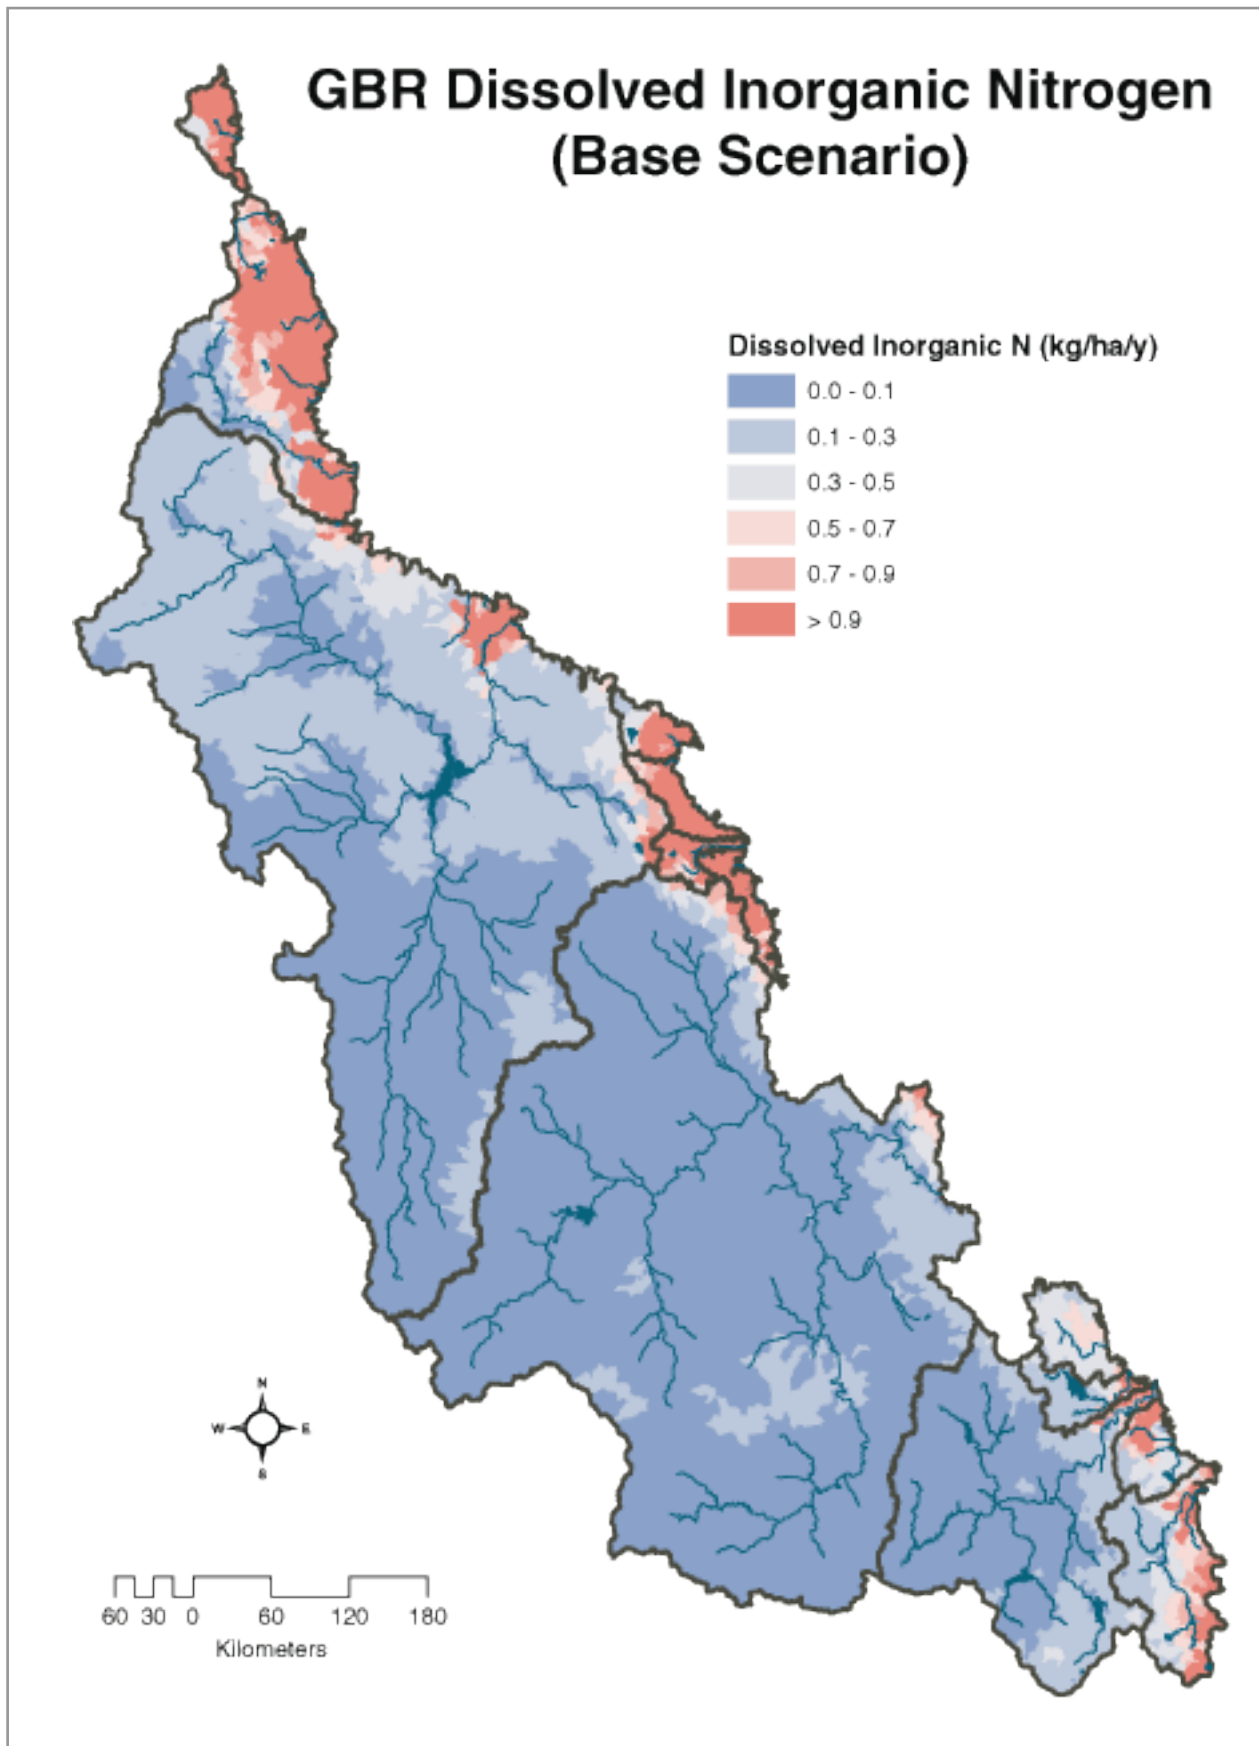 GBR Dissolved Inorganic Nitrogen
(Base Scenario)
Dissolved Inorganic N (kg/ha/y)
0.0 - 0.1
0.1 - 0.3
0.3 - 0.5
0.5 - 0.7
0.7 - 0.9
> 0.9
N
W E
S
60 30 0 60 120 180
Kilometers